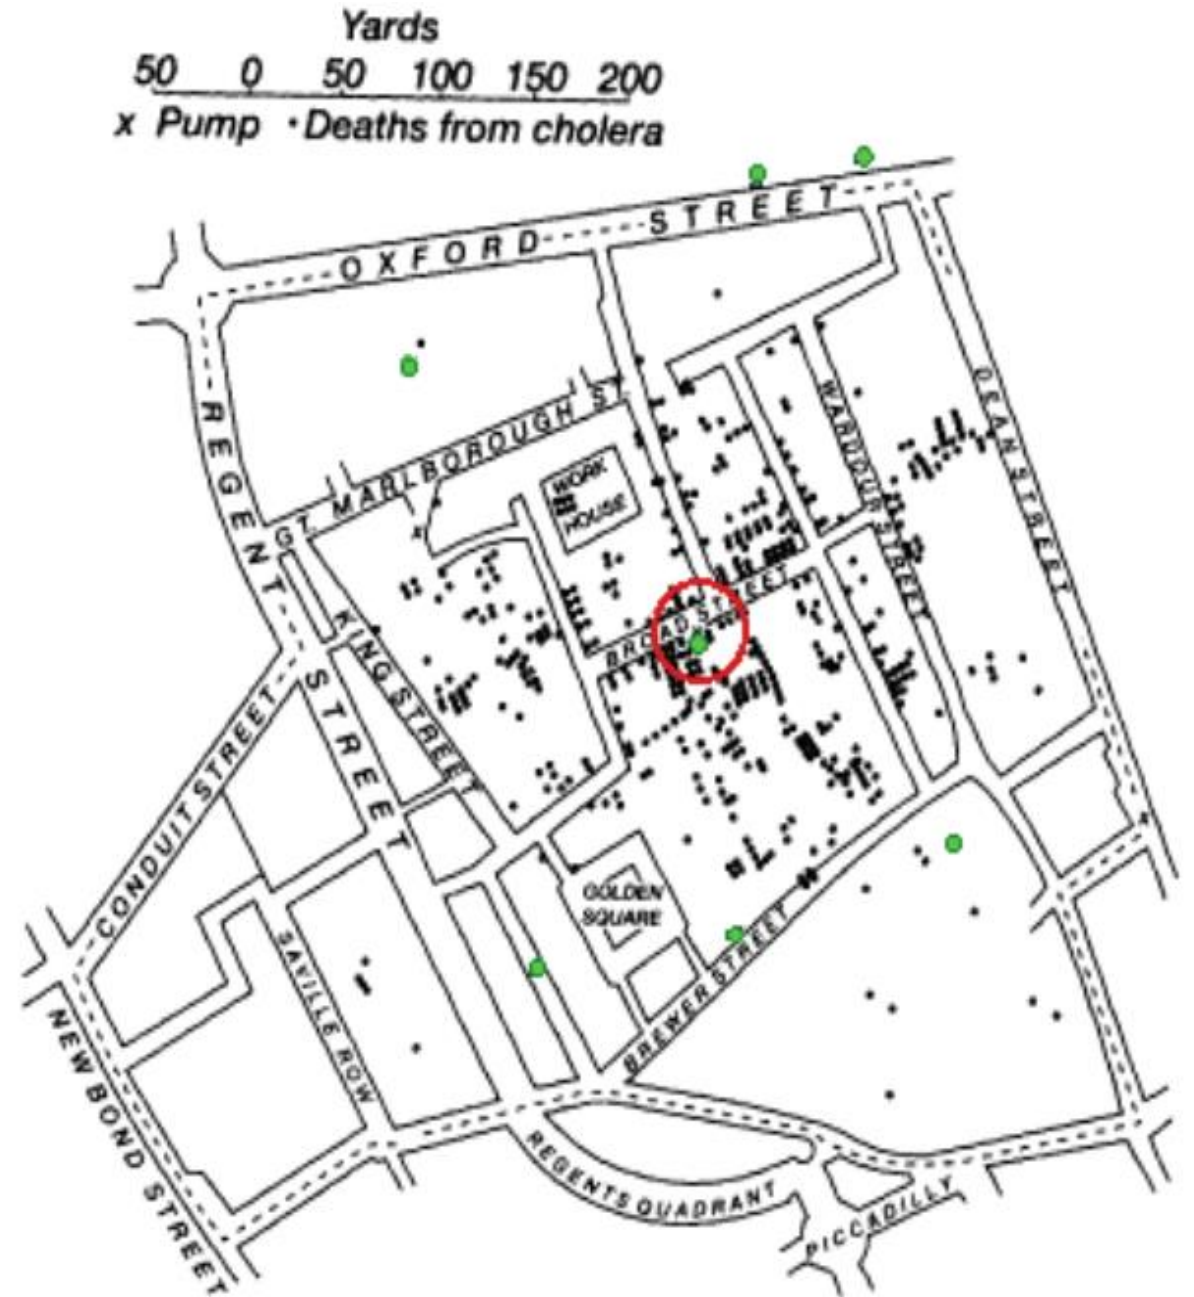 Yards
50 0 50 100 150 200
x Pump • Deaths from cholera
OXFORD STREET
REGENT STREET
GT. MARLBOROUGH ST.
WORK
HOUSE
WARDOUR STREET
DEAN STREET
BROAD STREET
KING STREET
CONDUIT STREET
GOLDEN
SQUARE
SAVILLE ROW
BREWER STREET
NEW BOND STREET
REGENTS QUADRANT
PICCADILLY
x